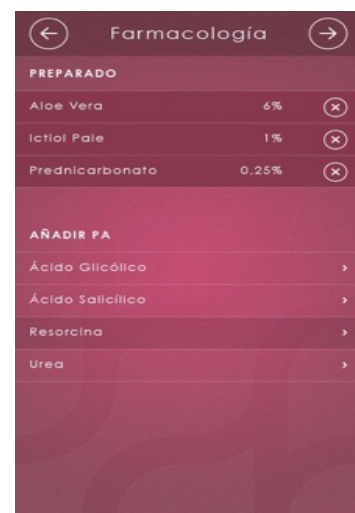 Farmacología
PREPARADO
Aloe Vera 6%
Ictiol Pale 1%
Prednicarbonato 0,25%
AÑADIR PA
Ácido Glicólico
Ácido Salicílico
Resorcina
Urea